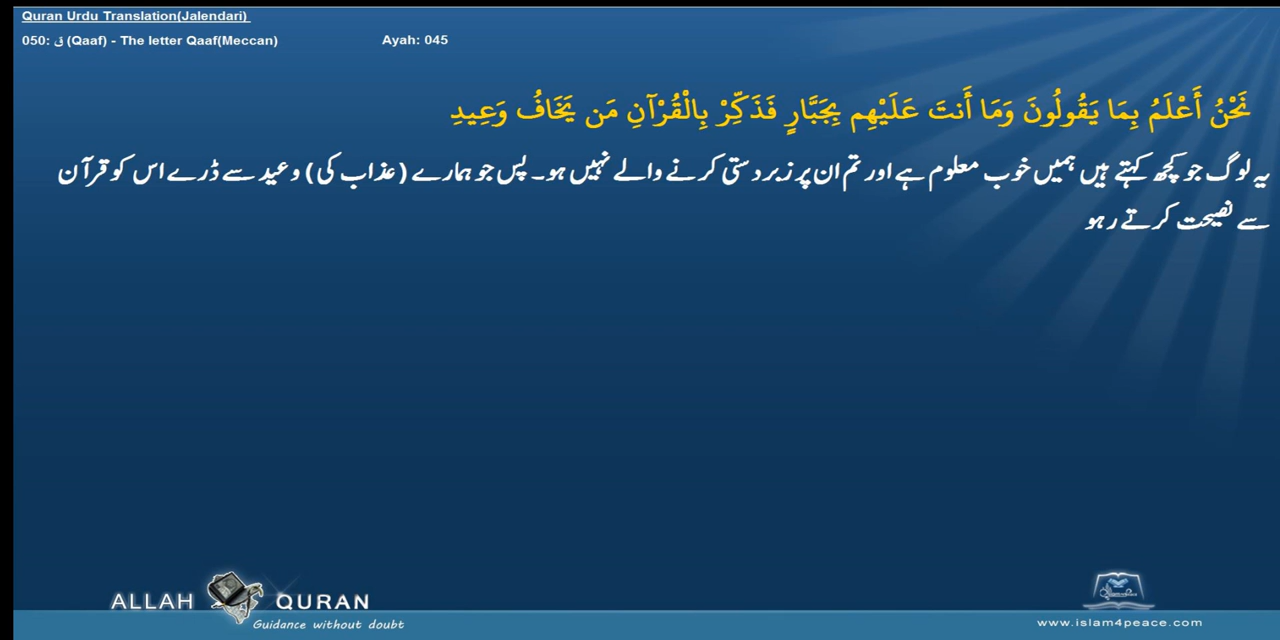 Quran Urdu Translation(Jalendari)
050: ق (Qaaf) - The letter Qaaf(Meccan) Ayah: 045
نَحْنُ أَعْلَمُ بِمَا يَقُولُونَ وَمَا أَنتَ عَلَيْهِم بِجَبَّارٍ فَذَكِّرْ بِالْقُرْآنِ مَن يَخَافُ وَعِيدِ
یہ لوگ جو کچھ کہتے ہیں ہمیں خوب معلوم ہے اور تم ان پر زبردستی کرنے والے نہیں ہو۔ پس جو ہمارے (عذاب کی) وعید سے ڈرے اس کو قرآن
سے نصیحت کرتے رہو
ALLAH QURAN
Guidance without doubt
www.islam4peace.com